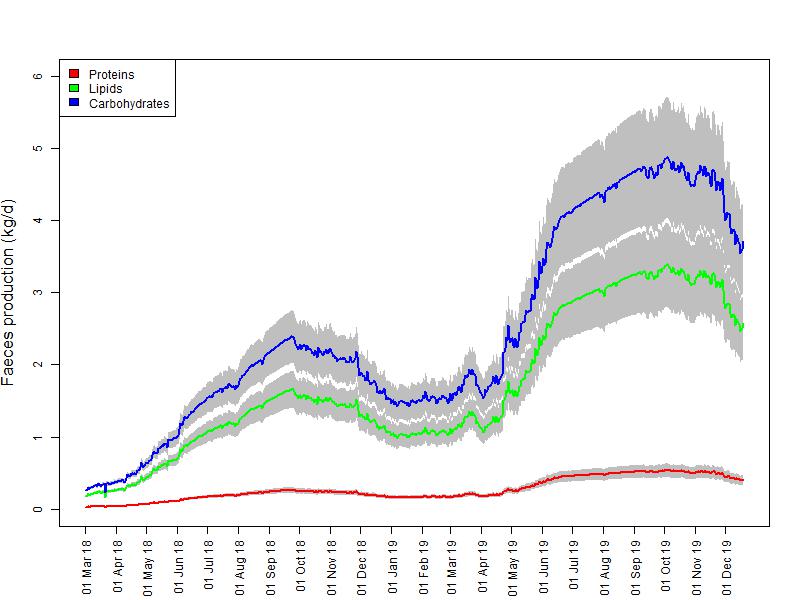 Proteins
Lipids
Carbohydrates
Faeces production (kg/d)
6
5
4
3
2
1
0
01 Mar 18
01 Apr 18
01 May 18
01 Jun 18
01 Jul 18
01 Aug 18
01 Sep 18
01 Oct 18
01 Nov 18
01 Dec 18
01 Jan 19
01 Feb 19
01 Mar 19
01 Apr 19
01 May 19
01 Jun 19
01 Jul 19
01 Aug 19
01 Sep 19
01 Oct 19
01 Nov 19
01 Dec 19